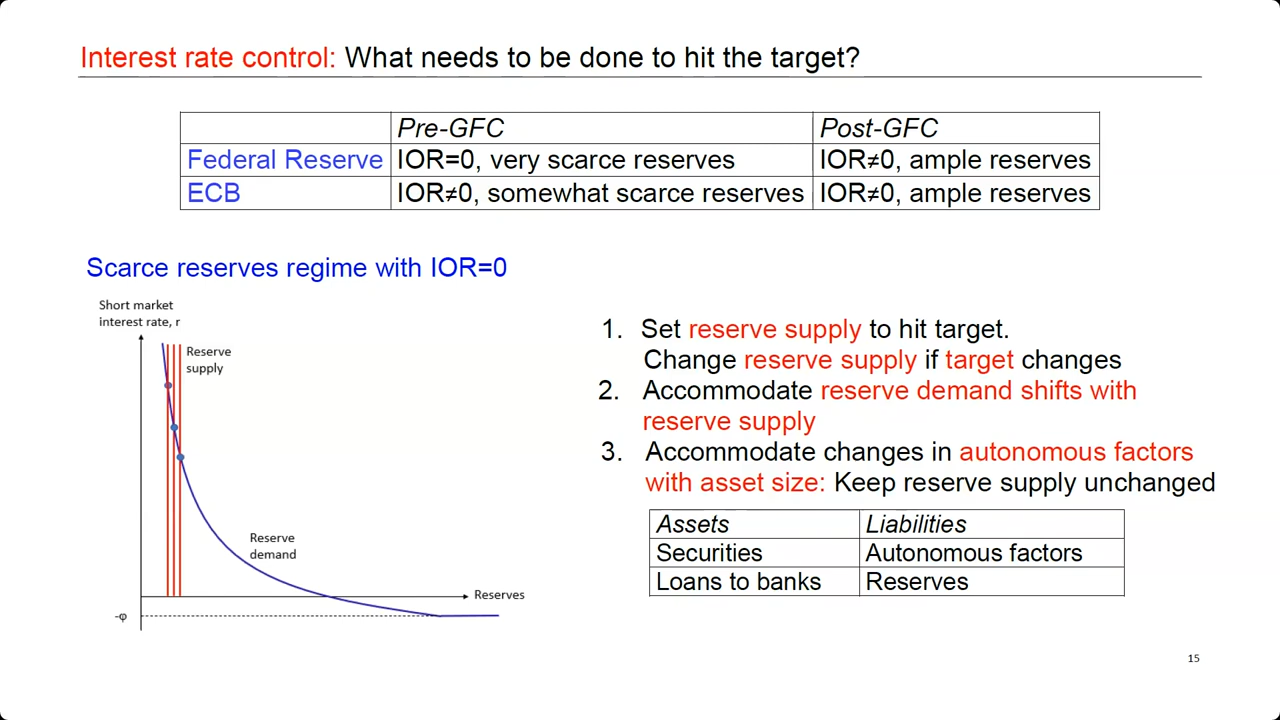 Interest rate control: What needs to be done to hit the target?
Pre-GFC Post-GFC
Federal Reserve IOR=0, very scarce reserves IOR≠0, ample reserves
ECB IOR≠0, somewhat scarce reserves IOR≠0, ample reserves
Scarce reserves regime with IOR=0
Short market
interest rate, r
Reserve
supply
Reserve
demand
Reserves
-φ
1. Set reserve supply to hit target.
Change reserve supply if target changes
2. Accommodate reserve demand shifts with
reserve supply
3. Accommodate changes in autonomous factors
with asset size: Keep reserve supply unchanged
Assets Liabilities
Securities Autonomous factors
Loans to banks Reserves
15